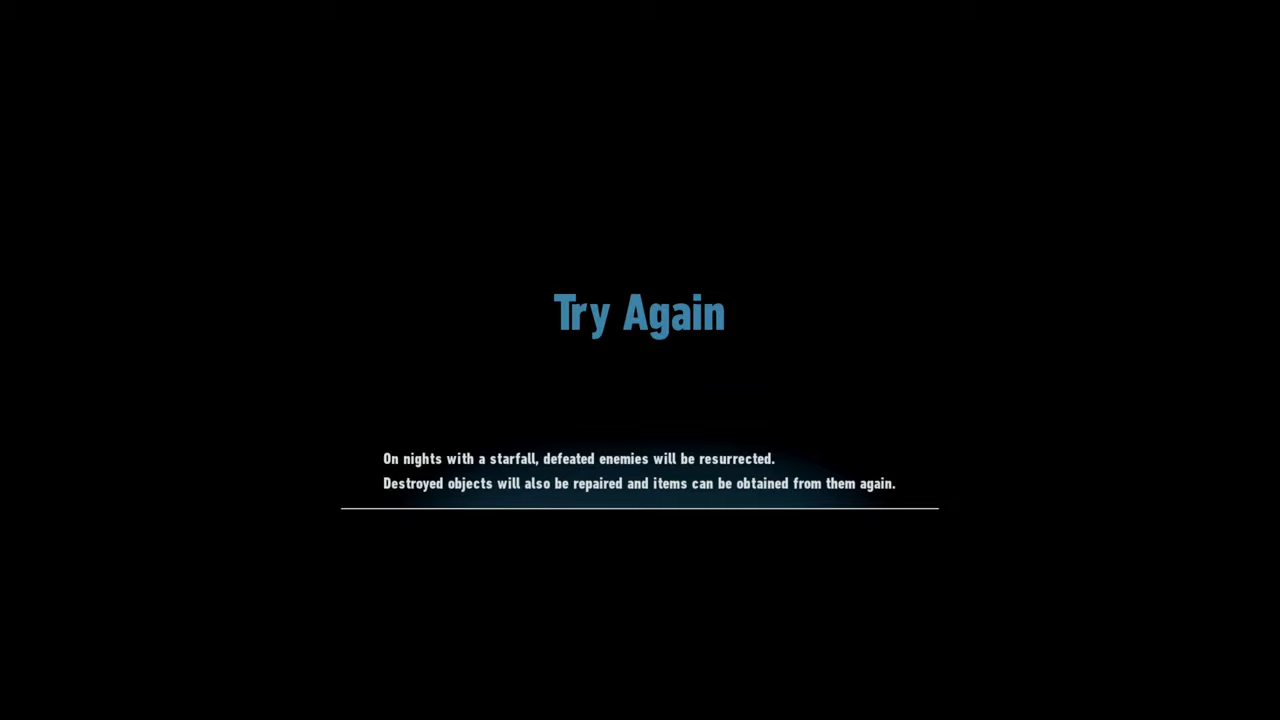 Try Again
On nights with a starfall, defeated enemies will be resurrected.
Destroyed objects will also be repaired and items can be obtained from them again.